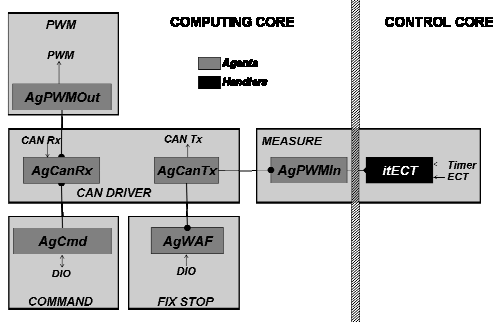 PWM
COMPUTING CORE
CONTROL CORE
PWM
Agents
Handlers
AgPWMOut
CAN Rx
CAN Tx
MEASURE
AgCanRx
AgCanTx
AgPWMIn
itECT
Timer
ECT
CAN DRIVER
AgCmd
AgWAF
DIO
DIO
COMMAND
FIX STOP